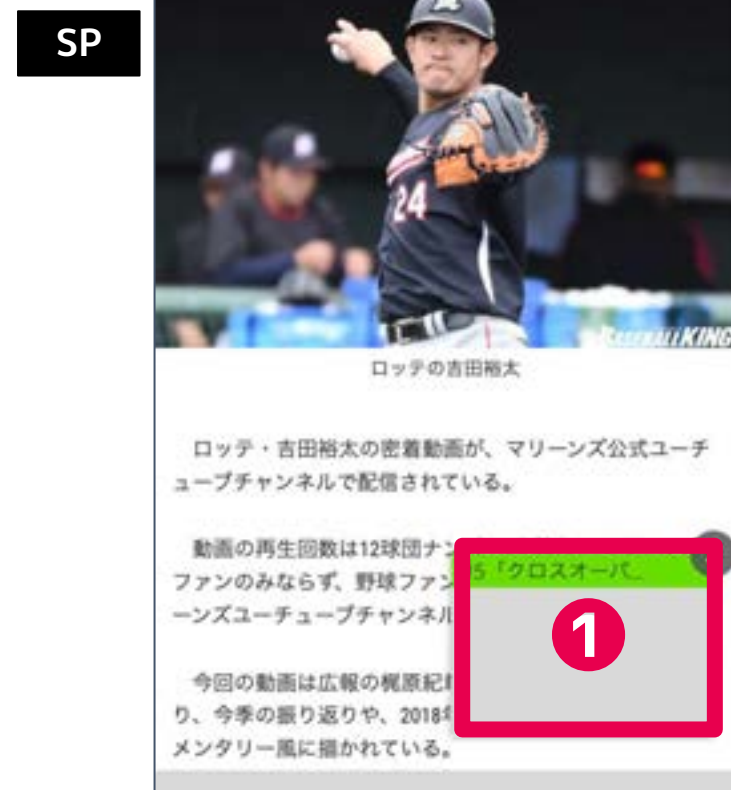 SP
24
BASEBALL KING
ロッテの吉田裕太
ロッテ・吉田裕太の密着動画が、マリーンズ公式ユーチ
ューブチャンネルで配信されている。
動画の再生回数は12球団ナン
5「クロスオーバ…
ファンのみならず、野球ファン
ーンズユーチューブチャンネル
1
今回の動画は広報の梶原紀
り、今季の振り返りや、2018
メンタリー風に描かれている。